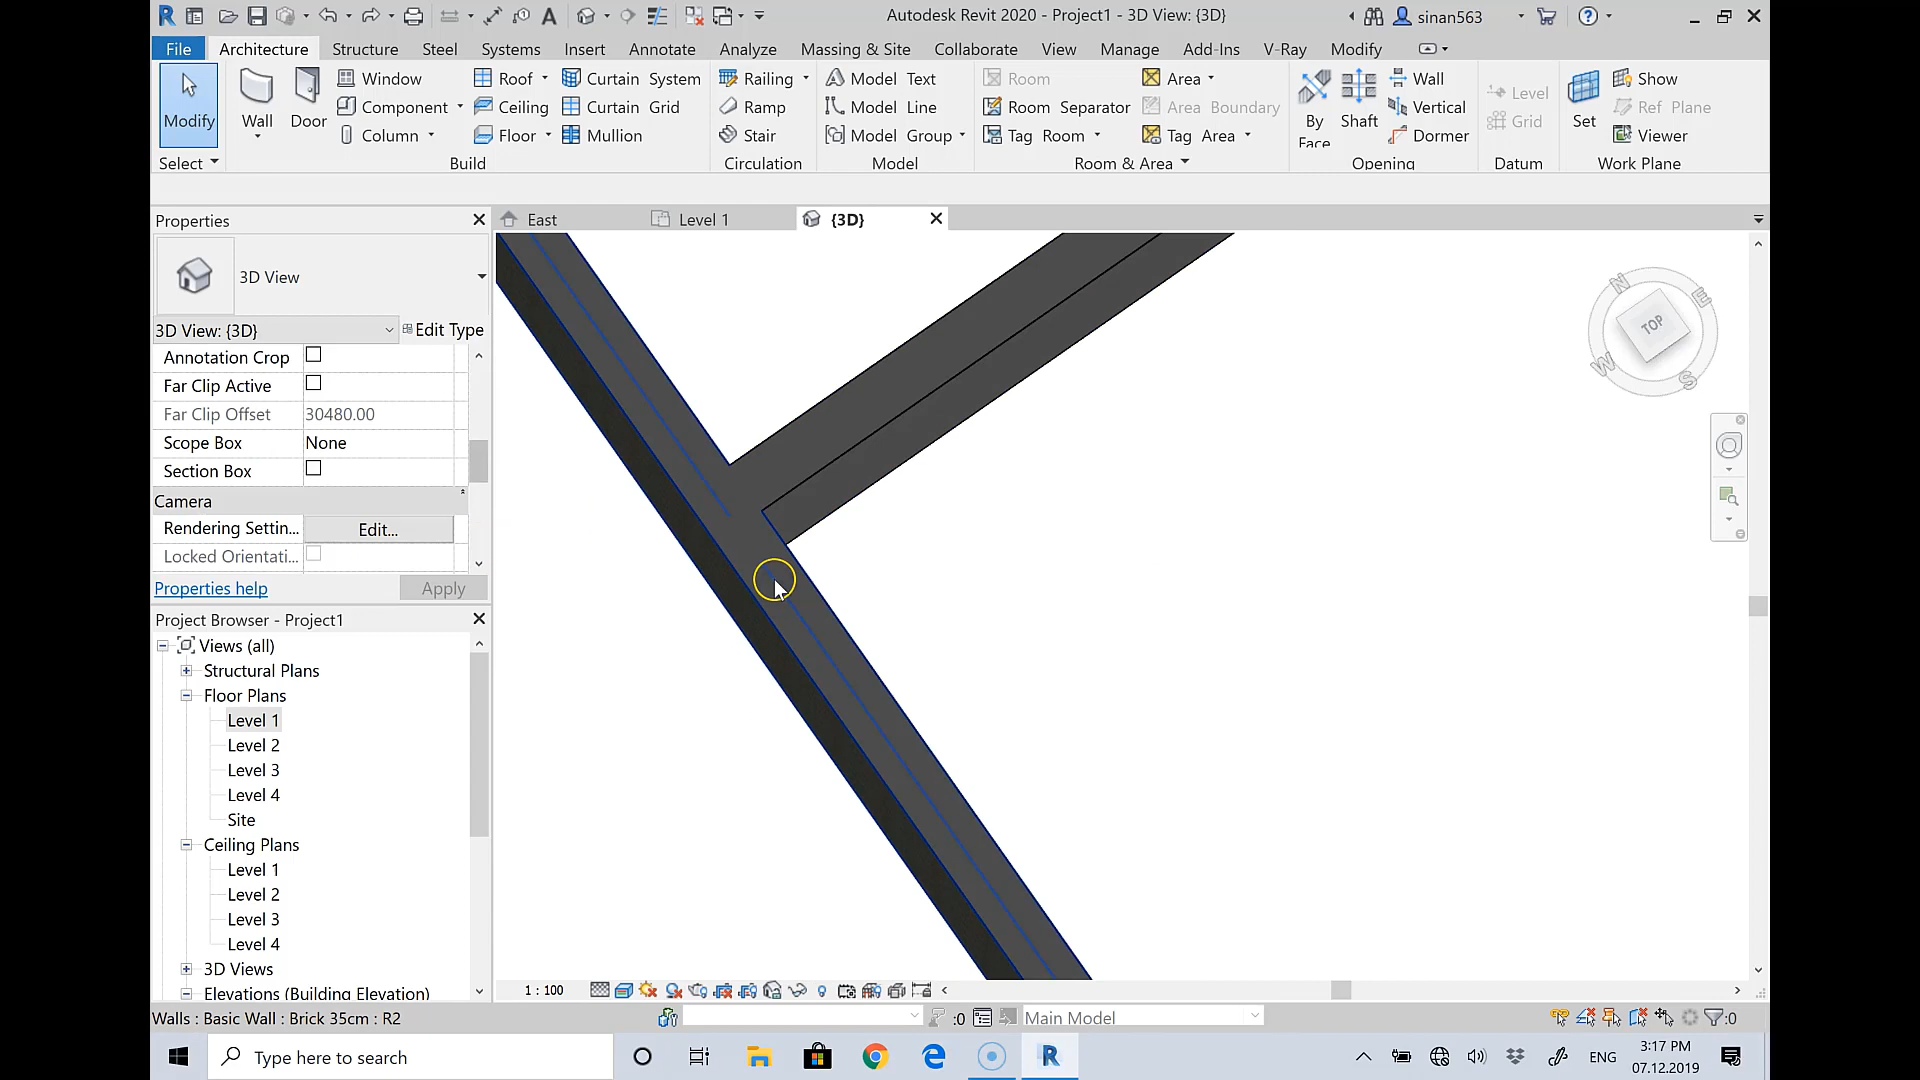 Autodesk Revit 2020 - Project1 - 3D View: {3D}
sinan563
File Architecture Structure Steel Systems Insert Annotate Analyze Massing & Site Collaborate View Manage Add-Ins V-Ray Modify
Modify
Select
Wall
Door
Window
Component
Column
Roof
Ceiling
Floor
Curtain System
Curtain Grid
Mullion
Build
Railing
Ramp
Stair
Circulation
Model Text
Model Line
Model Group
Model
Room
Room Separator
Tag Room
Area
Area Boundary
Tag Area
Room & Area
By
Face
Shaft
Wall
Vertical
Dormer
Opening
Level
Grid
Datum
Set
Show
Ref Plane
Viewer
Work Plane
Properties
East
Level 1
{3D}
3D View
3D View: {3D}
Edit Type
Annotation Crop
Far Clip Active
Far Clip Offset 30480.00
Scope Box None
Section Box
Camera
Rendering Settin... Edit...
Locked Orientati...
Properties help
Apply
Project Browser - Project1
Views (all)
Structural Plans
Floor Plans
Level 1
Level 2
Level 3
Level 4
Site
Ceiling Plans
Level 1
Level 2
Level 3
Level 4
3D Views
Elevations (Building Elevation)
N
E
TOP
W
S
1 : 100
Walls : Basic Wall : Brick 35cm : R2
:0
Main Model
:0
Type here to search
ENG
3:17 PM
07.12.2019